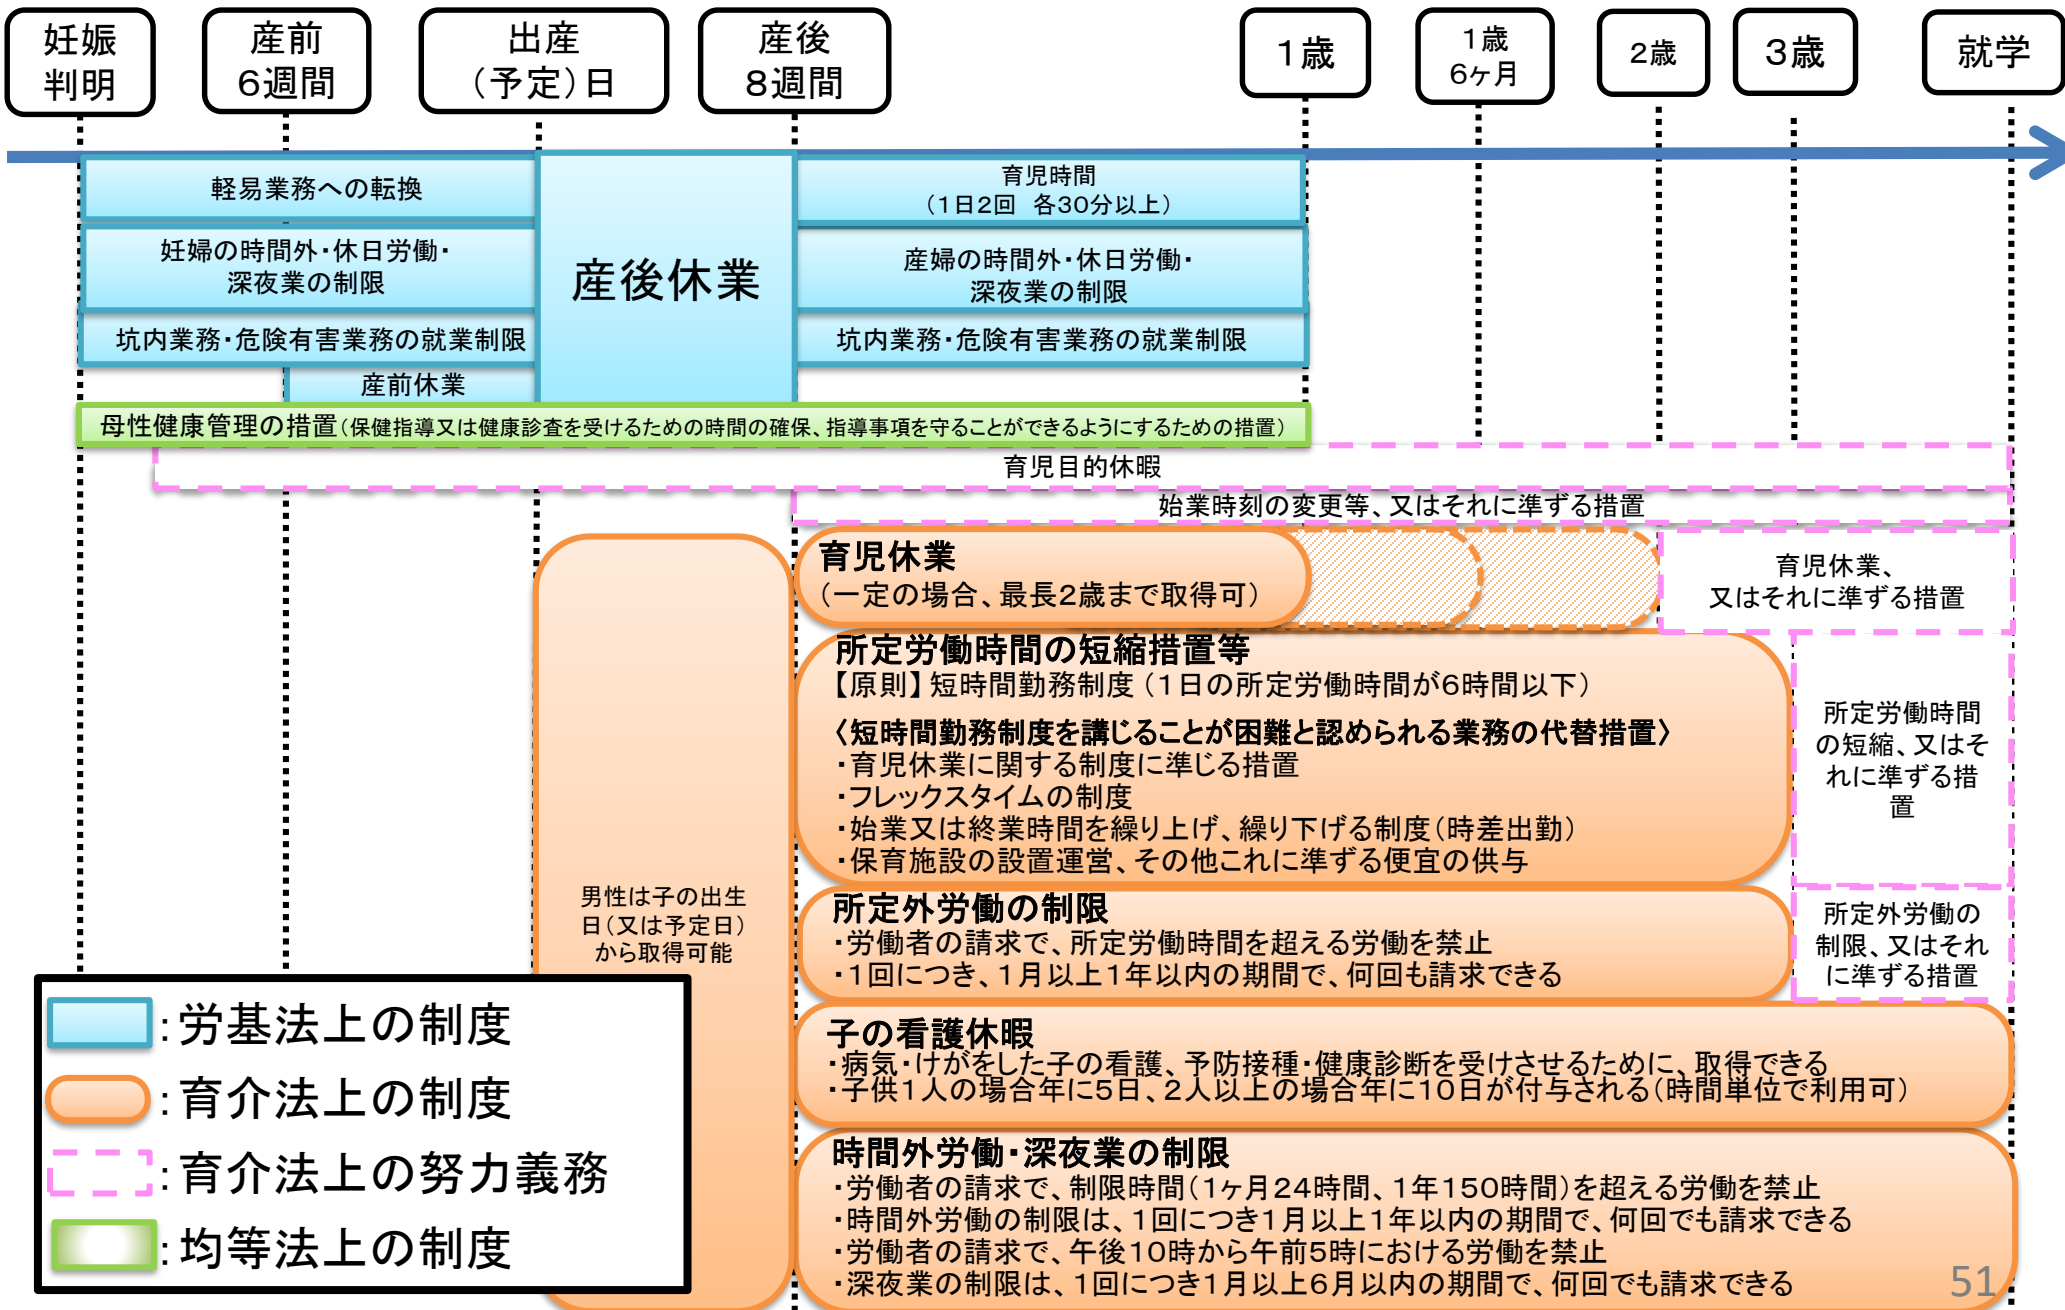 妊娠
判明
産前
6週間
出産
(予定)日
産後
8週間
1歳
1歳
6ヶ月
2歳
3歳
就学
軽易業務への転換
妊婦の時間外・休日労働・
深夜業の制限
坑内業務・危険有害業務の就業制限
産前休業
産後休業
育児時間
(1日2回 各30分以上)
産婦の時間外・休日労働・
深夜業の制限
坑内業務・危険有害業務の就業制限
母性健康管理の措置(保健指導又は健康診査を受けるための時間の確保、指導事項を守ることができるようにするための措置)
育児目的休暇
始業時刻の変更等、又はそれに準ずる措置
育児休業
(一定の場合、最長2歳まで取得可)
育児休業、
又はそれに準ずる措置
所定労働時間の短縮措置等
【原則】短時間勤務制度(1日の所定労働時間が6時間以下)
〈短時間勤務制度を講じることが困難と認められる業務の代替措置〉
・育児休業に関する制度に準じる措置
・フレックスタイムの制度
・始業又は終業時間を繰り上げ、繰り下げる制度(時差出勤)
・保育施設の設置運営、その他これに準ずる便宜の供与
所定労働時間
の短縮、又はそ
れに準ずる措
置
男性は子の出生
日(又は予定日)
から取得可能
所定外労働の制限
・労働者の請求で、所定労働時間を超える労働を禁止
・1回につき、1月以上1年以内の期間で、何回も請求できる
所定外労働の
制限、又はそれ
に準ずる措置
子の看護休暇
・病気・けがをした子の看護、予防接種・健康診断を受けさせるために、取得できる
・子供1人の場合年に5日、2人以上の場合年に10日が付与される(時間単位で利用可)
時間外労働・深夜業の制限
・労働者の請求で、制限時間(1ヶ月24時間、1年150時間)を超える労働を禁止
・時間外労働の制限は、1回につき1月以上1年以内の期間で、何回でも請求できる
・労働者の請求で、午後10時から午前5時における労働を禁止
・深夜業の制限は、1回につき1月以上6月以内の期間で、何回でも請求できる
:労基法上の制度
:育介法上の制度
:育介法上の努力義務
:均等法上の制度
51